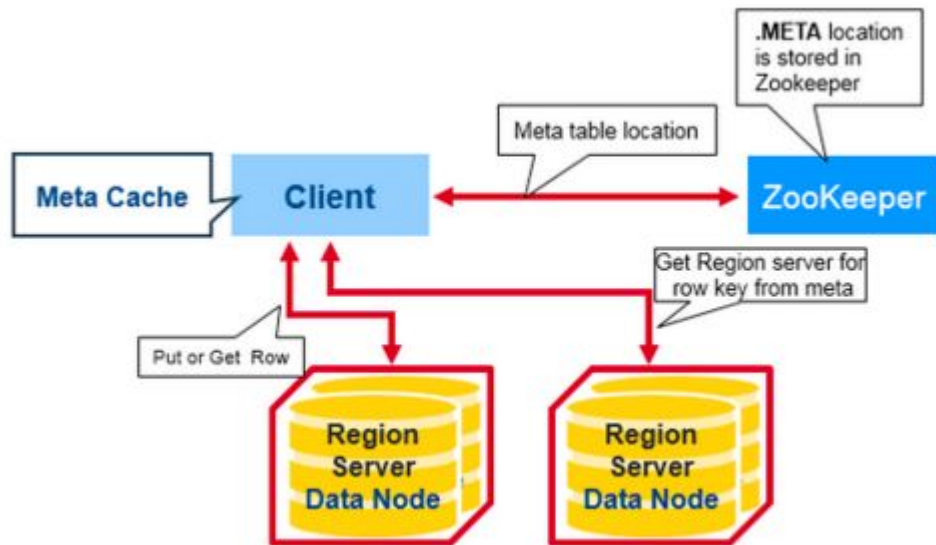 .META location
is stored in
Zookeeper
Meta table location
Meta Cache
Client
ZooKeeper
Get Region server for
row key from meta
Put or Get Row
Region
Server
Data Node
Region
Server
Data Node